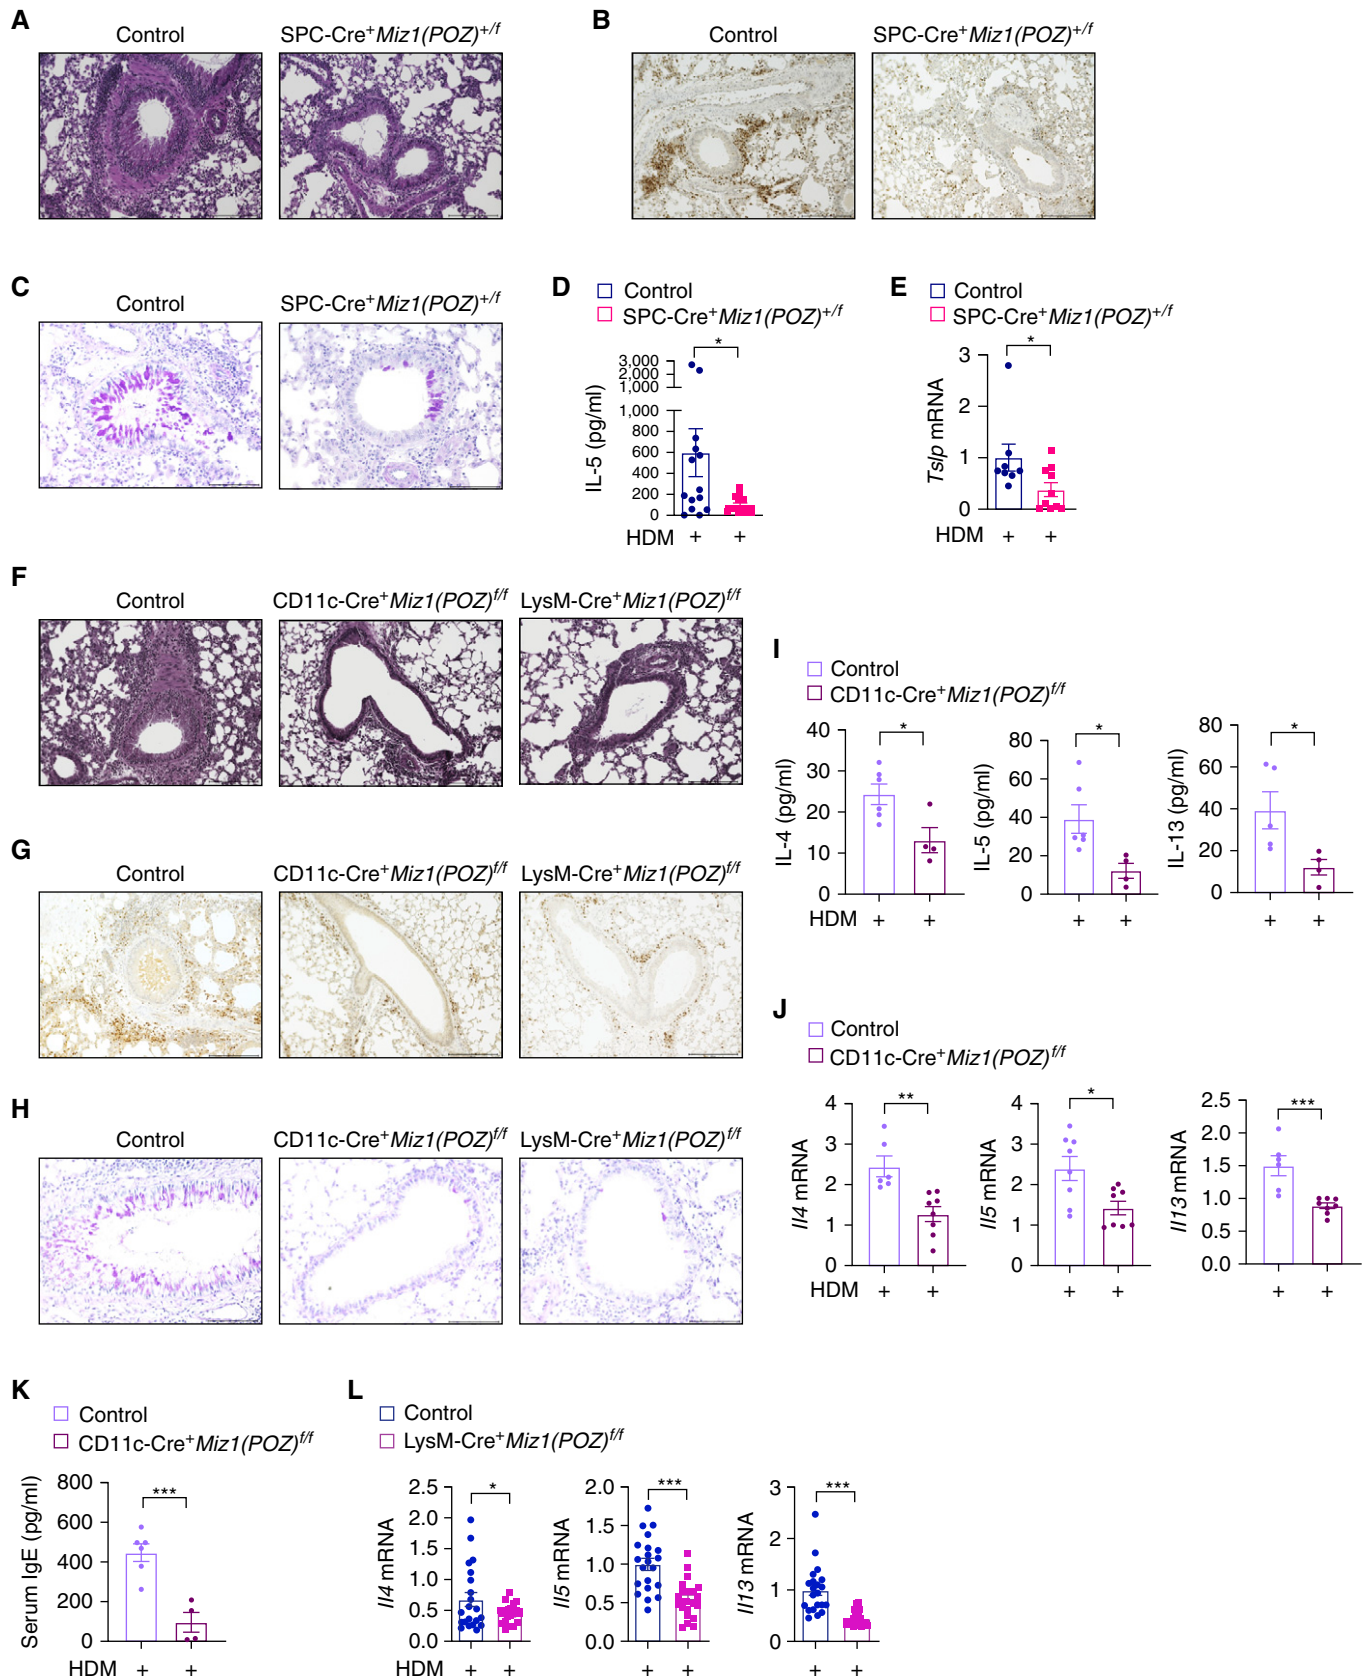 A
Control
SPC-Cre⁺Miz1(POZ)⁺/ᶠ
B
Control
SPC-Cre⁺Miz1(POZ)⁺/ᶠ
C
Control
SPC-Cre⁺Miz1(POZ)⁺/ᶠ
D
Control
SPC-Cre⁺Miz1(POZ)⁺/ᶠ
IL-5 (pg/ml)
3,000
2,000
1,000
1,000
800
600
400
200
0
*
HDM + +
E
Control
SPC-Cre⁺Miz1(POZ)⁺/ᶠ
Tslp mRNA
3
2
1
0
*
HDM + +
F
Control
CD11c-Cre⁺Miz1(POZ)ᶠ/ᶠ
LysM-Cre⁺Miz1(POZ)ᶠ/ᶠ
G
Control
CD11c-Cre⁺Miz1(POZ)ᶠ/ᶠ
LysM-Cre⁺Miz1(POZ)ᶠ/ᶠ
H
Control
CD11c-Cre⁺Miz1(POZ)ᶠ/ᶠ
LysM-Cre⁺Miz1(POZ)ᶠ/ᶠ
I
Control
CD11c-Cre⁺Miz1(POZ)ᶠ/ᶠ
IL-4 (pg/ml)
40
30
20
10
0
*
HDM + +
IL-5 (pg/ml)
80
60
40
20
0
*
+ +
IL-13 (pg/ml)
80
60
40
20
0
*
+ +
J
Control
CD11c-Cre⁺Miz1(POZ)ᶠ/ᶠ
Il4 mRNA
4
3
2
1
0
**
HDM + +
Il5 mRNA
4
3
2
1
0
*
+ +
Il13 mRNA
2.5
2.0
1.5
1.0
0.5
0.0
***
+ +
K
Control
CD11c-Cre⁺Miz1(POZ)ᶠ/ᶠ
Serum IgE (pg/ml)
800
600
400
200
0
***
HDM + +
L
Control
LysM-Cre⁺Miz1(POZ)ᶠ/ᶠ
Il4 mRNA
2.5
2.0
1.5
1.0
0.5
0.0
*
HDM + +
Il5 mRNA
2.0
1.5
1.0
0.5
0.0
***
+ +
Il13 mRNA
3
2
1
0
***
+ +